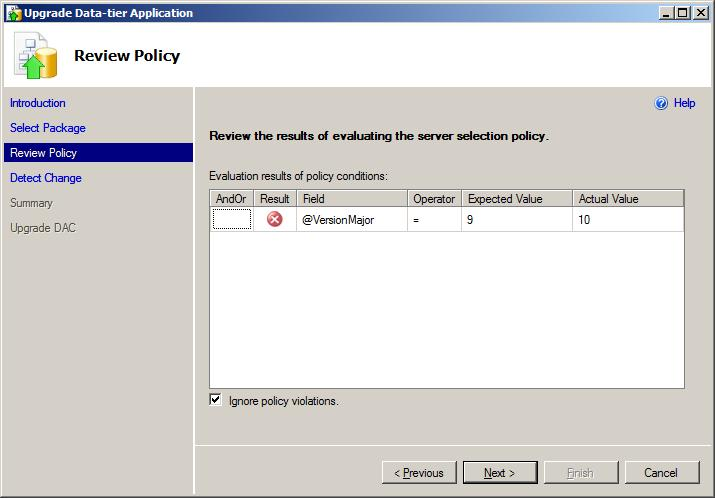 Upgrade Data-tier Application
Review Policy
Introduction
Select Package
Review Policy
Detect Change
Summary
Upgrade DAC
Help
Review the results of evaluating the server selection policy.
Evaluation results of policy conditions:
AndOr Result Field Operator Expected Value Actual Value
@VersionMajor = 9 10
Ignore policy violations.
< Previous Next > Finish Cancel